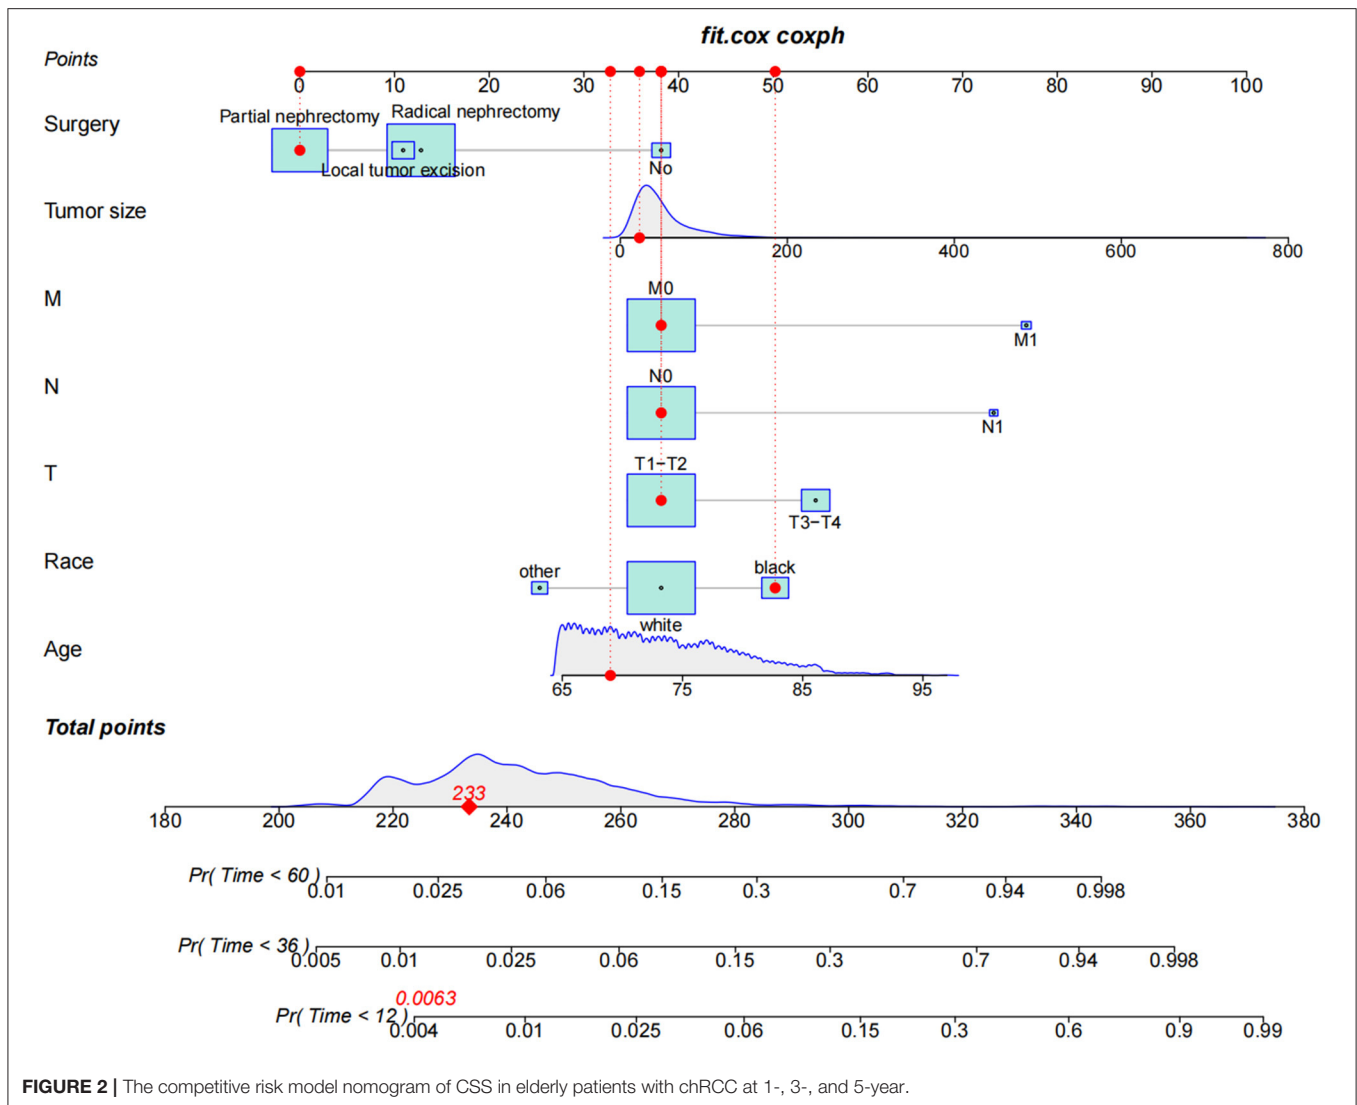 fit.cox coxph
Points
0 10 20 30 40 50 60 70 80 90 100
Surgery
Partial nephrectomy
Radical nephrectomy
Local tumor excision
No
Tumor size
0 200 400 600 800
M
M0
M1
N
N0
N1
T
T1−T2
T3−T4
Race
other
black
white
Age
65 75 85 95
Total points
233
180 200 220 240 260 280 300 320 340 360 380
Pr( Time < 60 )
0.01 0.025 0.06 0.15 0.3 0.7 0.94 0.998
Pr( Time < 36 )
0.005 0.01 0.025 0.06 0.15 0.3 0.7 0.94 0.998
0.0063
Pr( Time < 12 )
0.004 0.01 0.025 0.06 0.15 0.3 0.6 0.9 0.99
FIGURE 2 | The competitive risk model nomogram of CSS in elderly patients with chRCC at 1-, 3-, and 5-year.